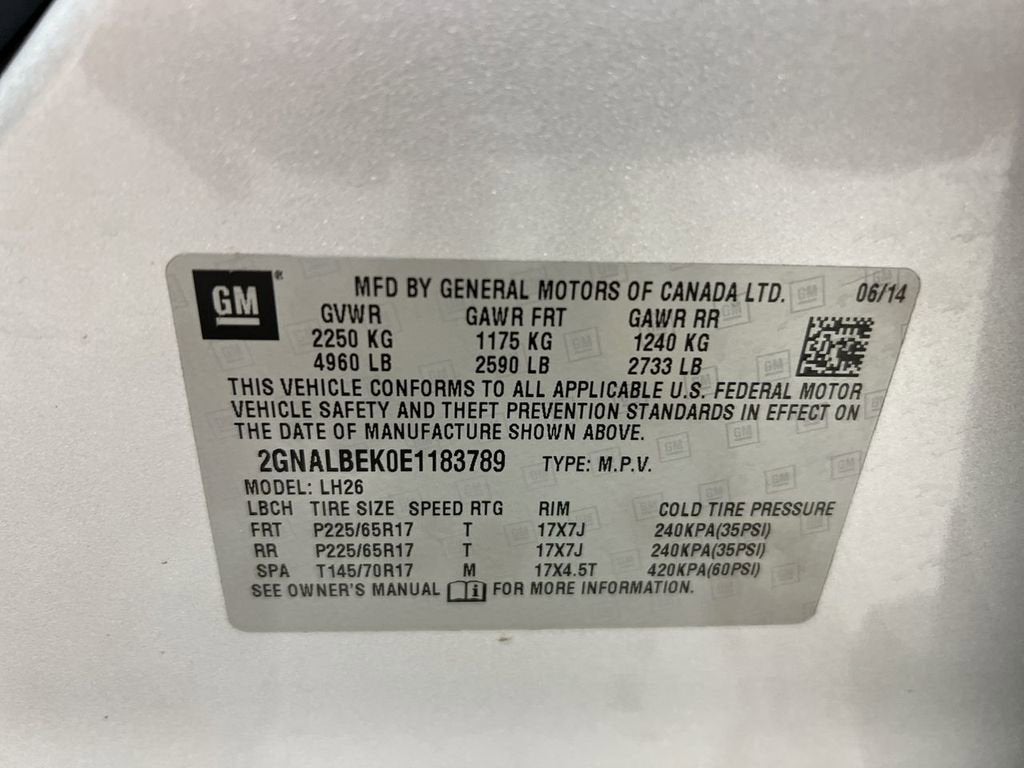 GM
MFD BY GENERAL MOTORS OF CANADA LTD. 06/14
GVWR GAWR FRT GAWR RR
2250 KG 1175 KG 1240 KG
4960 LB 2590 LB 2733 LB
THIS VEHICLE CONFORMS TO ALL APPLICABLE U.S. FEDERAL MOTOR
VEHICLE SAFETY AND THEFT PREVENTION STANDARDS IN EFFECT ON
THE DATE OF MANUFACTURE SHOWN ABOVE.
2GNALBEK0E1183789 TYPE: M.P.V.
MODEL: LH26
LBCH TIRE SIZE SPEED RTG RIM COLD TIRE PRESSURE
FRT P225/65R17 T 17X7J 240KPA(35PSI)
RR P225/65R17 T 17X7J 240KPA(35PSI)
SPA T145/70R17 M 17X4.5T 420KPA(60PSI)
SEE OWNER'S MANUAL i FOR MORE INFORMATION.